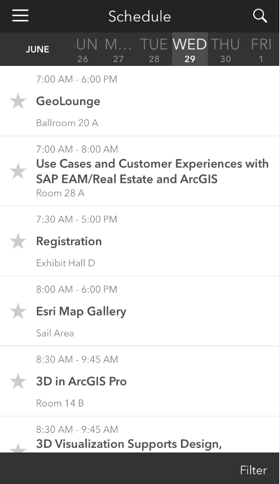 Schedule
JUNE
UN M... TUE WED THU FRI
26 27 28 29 30 1
7:00 AM - 6:00 PM
GeoLounge
Ballroom 20 A
7:00 AM - 8:00 AM
Use Cases and Customer Experiences with
SAP EAM/Real Estate and ArcGIS
Room 28 A
7:30 AM - 5:00 PM
Registration
Exhibit Hall D
8:00 AM - 6:00 PM
Esri Map Gallery
Sail Area
8:30 AM - 9:45 AM
3D in ArcGIS Pro
Room 14 B
8:30 AM - 9:45 AM
3D Visualization Supports Design,
Filter